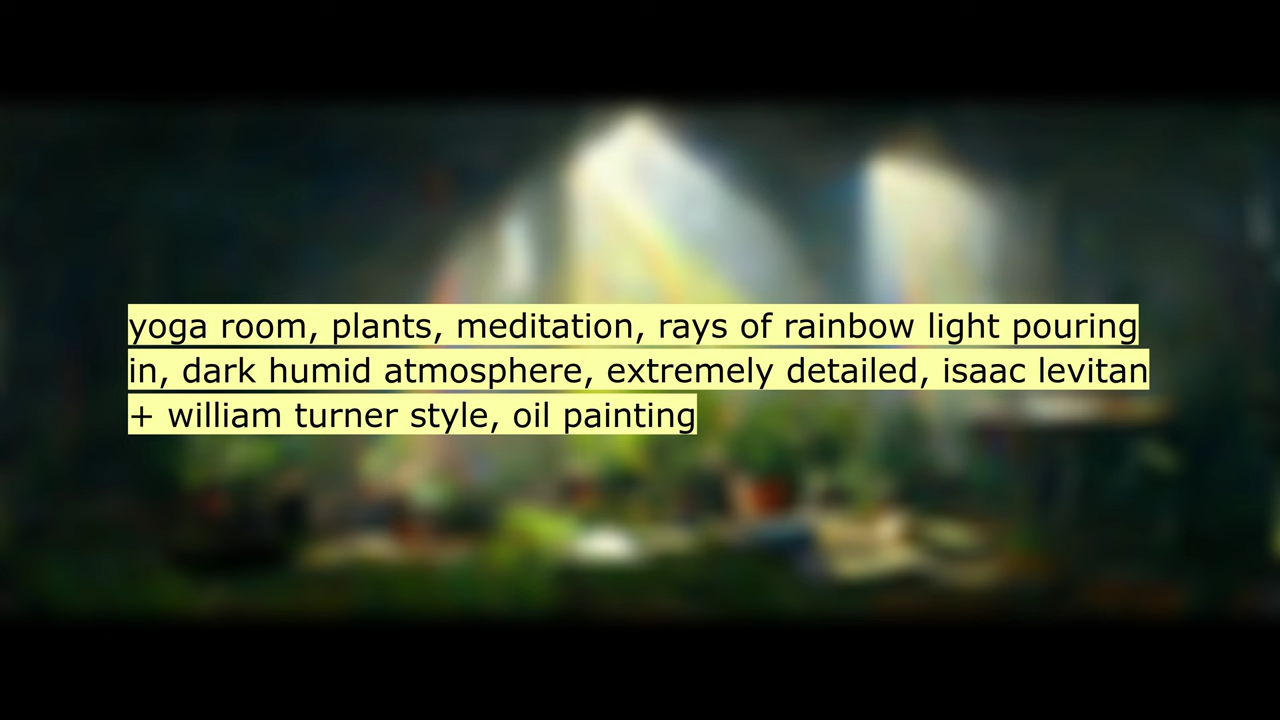 yoga room, plants, meditation, rays of rainbow light pouring
in, dark humid atmosphere, extremely detailed, isaac levitan
+ william turner style, oil painting